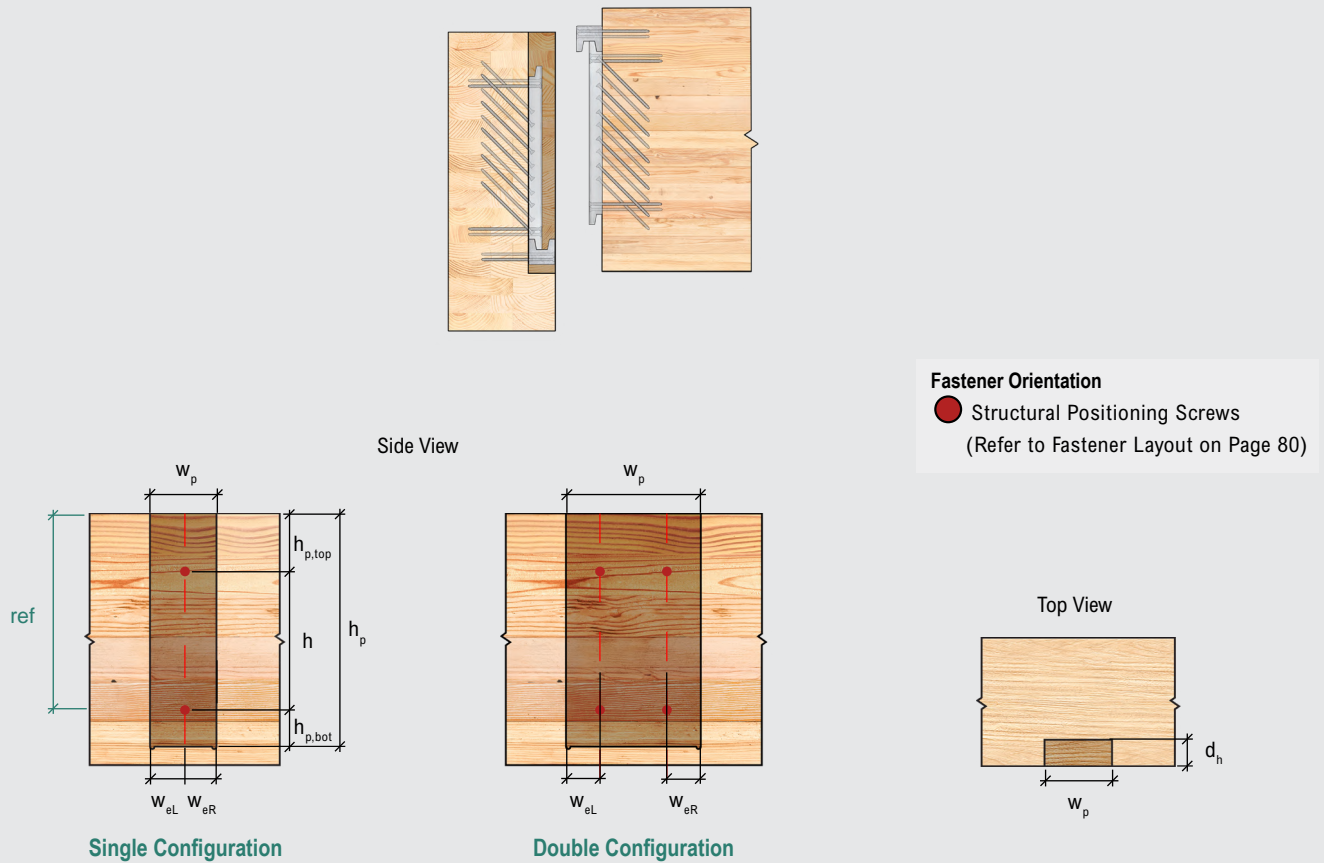 Fastener Orientation
Structural Positioning Screws
(Refer to Fastener Layout on Page 80)
Side View
w_p
w_p
ref
h_p,top
h
h_p
h_p,bot
w_eL w_eR
w_eL w_eR
Single Configuration
Double Configuration
Top View
d_h
w_p